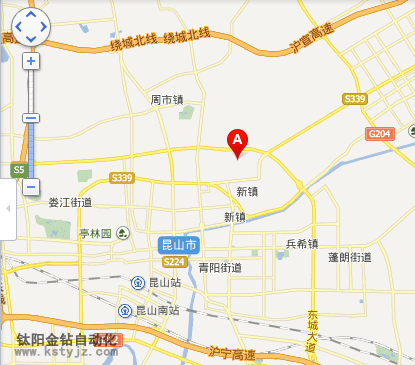 绕城北线
绕城北线
沪宜高速
周市镇
S339
G204
A
S5
S339
新镇
娄江街道
新镇
亭林园
昆山市
兵希镇
蓬朗街道
S224
青阳街道
昆山站
昆山南站
东城大道
钛阳金钻自动化
www.kstyjz.com
沪宁高速